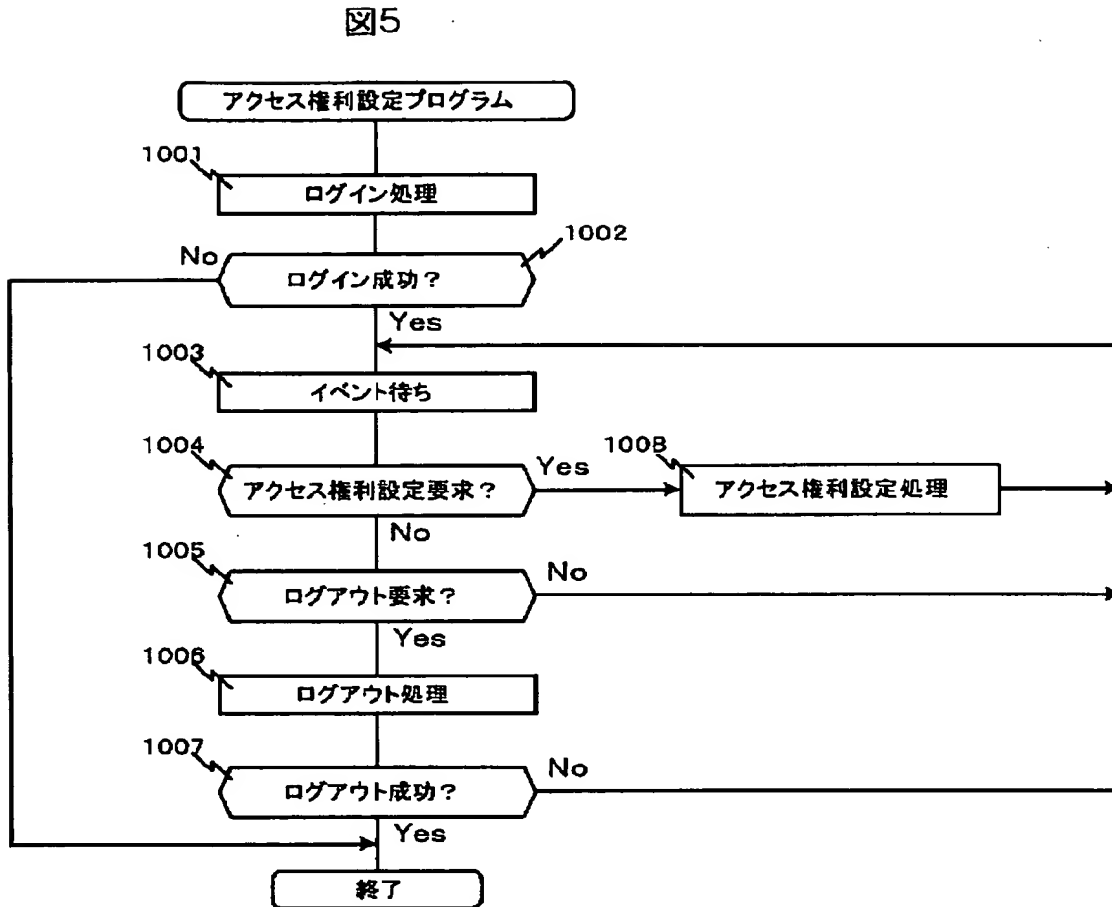 図5
アクセス権利設定プログラム
1001
ログイン処理
1002
No
ログイン成功?
Yes
1003
イベント待ち
1004
アクセス権利設定要求?
Yes
1008
アクセス権利設定処理
No
1005
ログアウト要求?
No
Yes
1006
ログアウト処理
1007
ログアウト成功?
No
Yes
終了